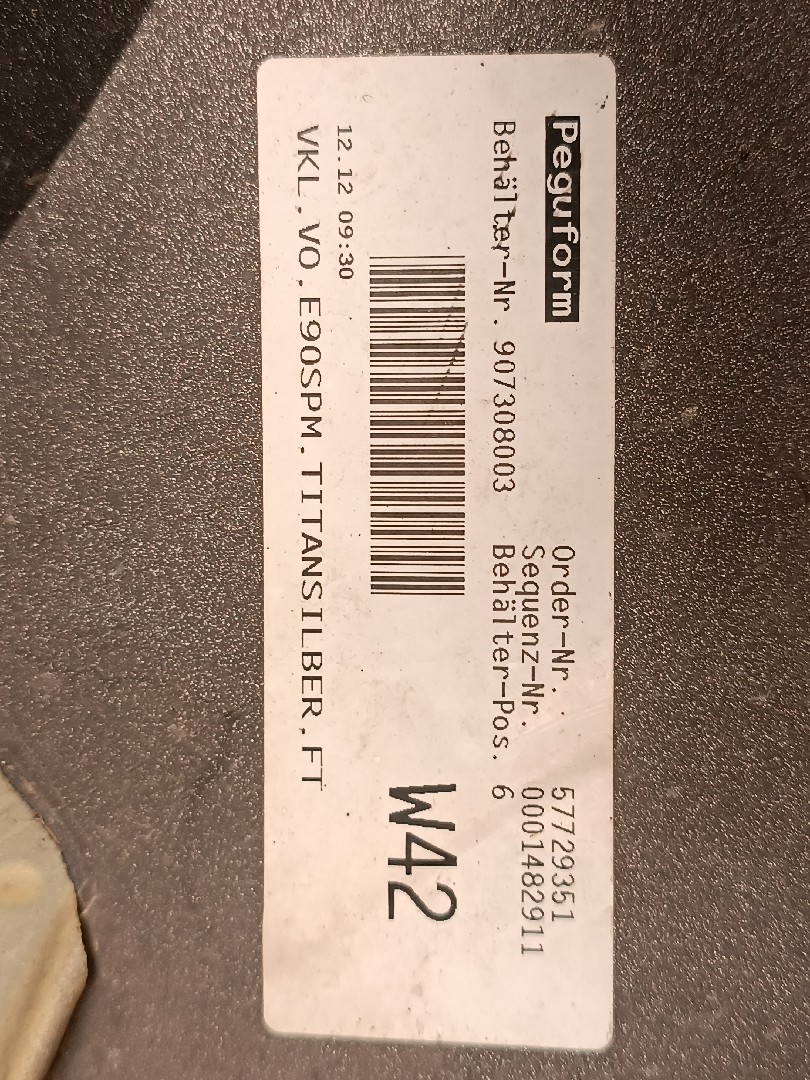 Peguform
Order-Nr. 57729351
Sequenz-Nr. 0001482911
Behälter-Nr. 907308003 Behälter-Pos. 6
W42
12.12 09:30
VKL.VO.E90SPM.TITANSILBER.FT